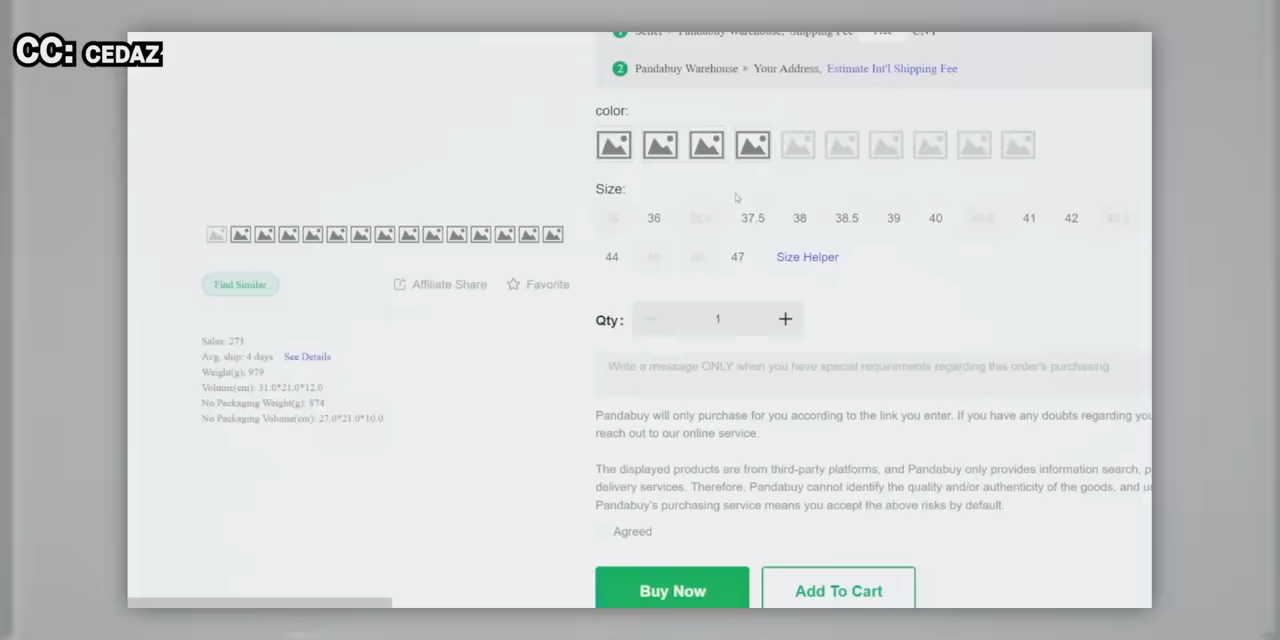 CC: CEDAZ
Seller ▸ Pandabuy Warehouse, Shipping Fee CNY
2 Pandabuy Warehouse ▸ Your Address, Estimate Int'l Shipping Fee
color:
Size:
36 37.5 38 38.5 39 40 41 42
44 47 Size Helper
Find Similar Affiliate Share Favorite
Qty: 1 +
Sales: 273
Avg. ship: 4 days See Details
Weight(g): 979
Volume(cm): 31.0*21.0*12.0
No Packaging Weight(g): 874
No Packaging Volume(cm): 27.0*21.0*10.0
Write a message ONLY when you have special requirements regarding this order's purchasing.
Pandabuy will only purchase for you according to the link you enter. If you have any doubts regarding
reach out to our online service.
The displayed products are from third-party platforms, and Pandabuy only provides information search,
delivery services. Therefore, Pandabuy cannot identify the quality and/or authenticity of the goods, and
Pandabuy's purchasing service means you accept the above risks by default.
Agreed
Buy Now Add To Cart